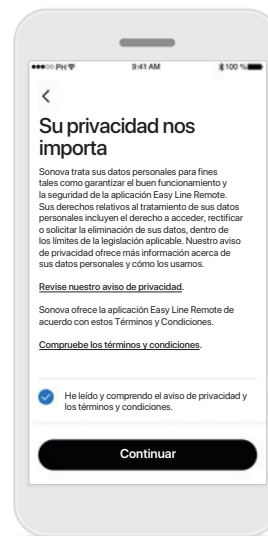 PH
9:41 AM
100 %
Su privacidad nos
importa
Sonova trata sus datos personales para fines
tales como garantizar el buen funcionamiento y
la seguridad de la aplicación Easy Line Remote.
Sus derechos relativos al tratamiento de sus datos
personales incluyen el derecho a acceder, rectificar
o solicitar la eliminación de sus datos, dentro de
los límites de la legislación aplicable. Nuestro aviso
de privacidad ofrece más información acerca de
sus datos personales y cómo los usamos.
Revise nuestro aviso de privacidad.
Sonova ofrece la aplicación Easy Line Remote de
acuerdo con estos Términos y Condiciones.
Compruebe los términos y condiciones.
He leído y comprendo el aviso de privacidad y
los términos y condiciones.
Continuar